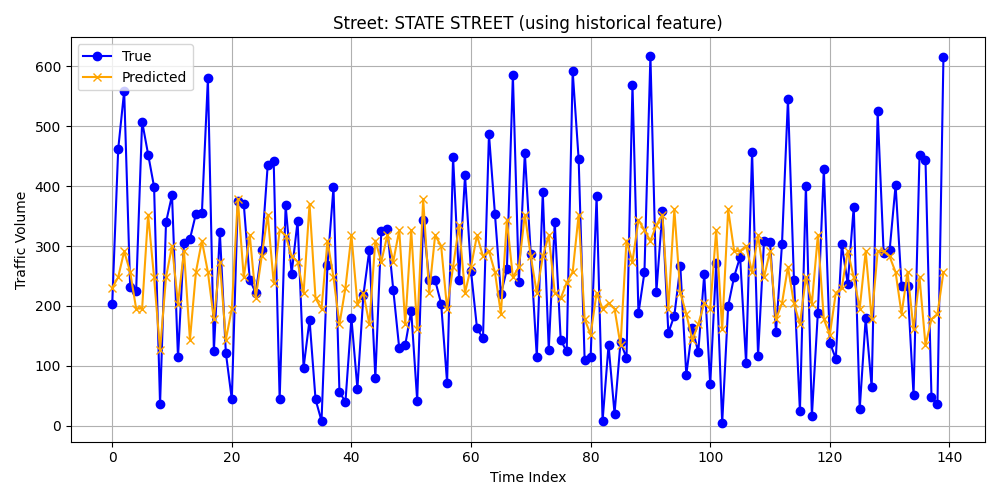 Street: STATE STREET (using historical feature)
True
Predicted
Traffic Volume
600
500
400
300
200
100
0
0 20 40 60 80 100 120 140
Time Index